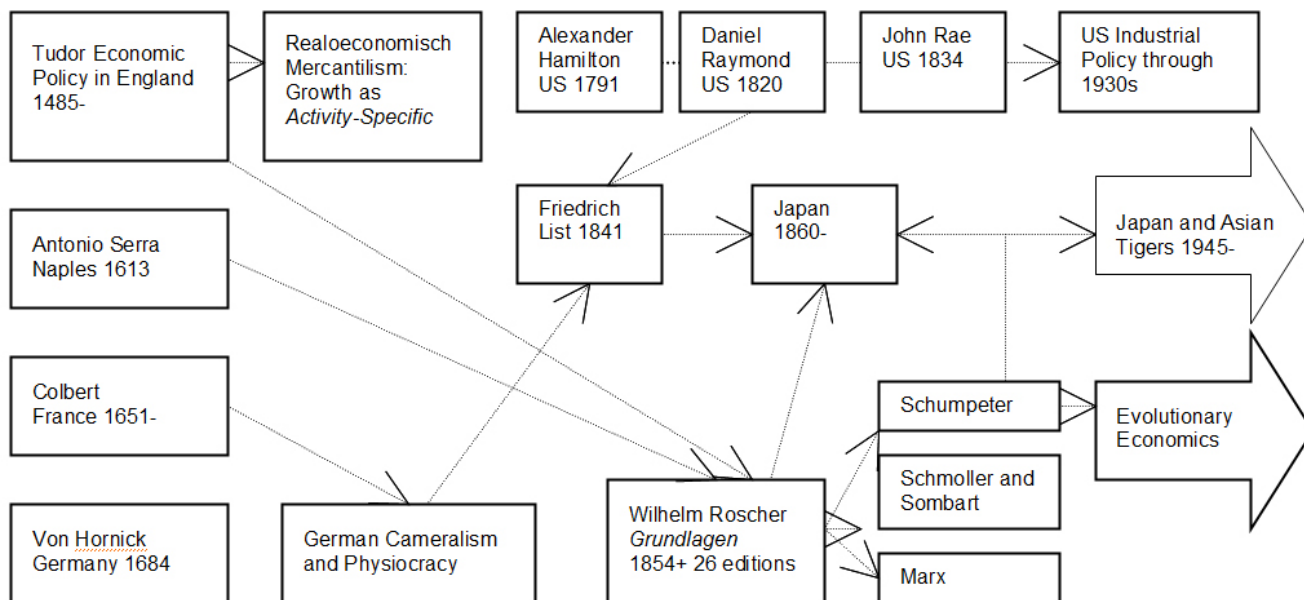 Tudor Economic
Policy in England
1485-
Realoeconomisch
Mercantilism:
Growth as
Activity-Specific
Alexander
Hamilton
US 1791
Daniel
Raymond
US 1820
John Rae
US 1834
US Industrial
Policy through
1930s
Antonio Serra
Naples 1613
Friedrich
List 1841
Japan
1860-
Japan and Asian
Tigers 1945-
Colbert
France 1651-
Schumpeter
Evolutionary
Economics
Schmoller and
Sombart
Von Hornick
Germany 1684
German Cameralism
and Physiocracy
Wilhelm Roscher
Grundlagen
1854+ 26 editions
Marx